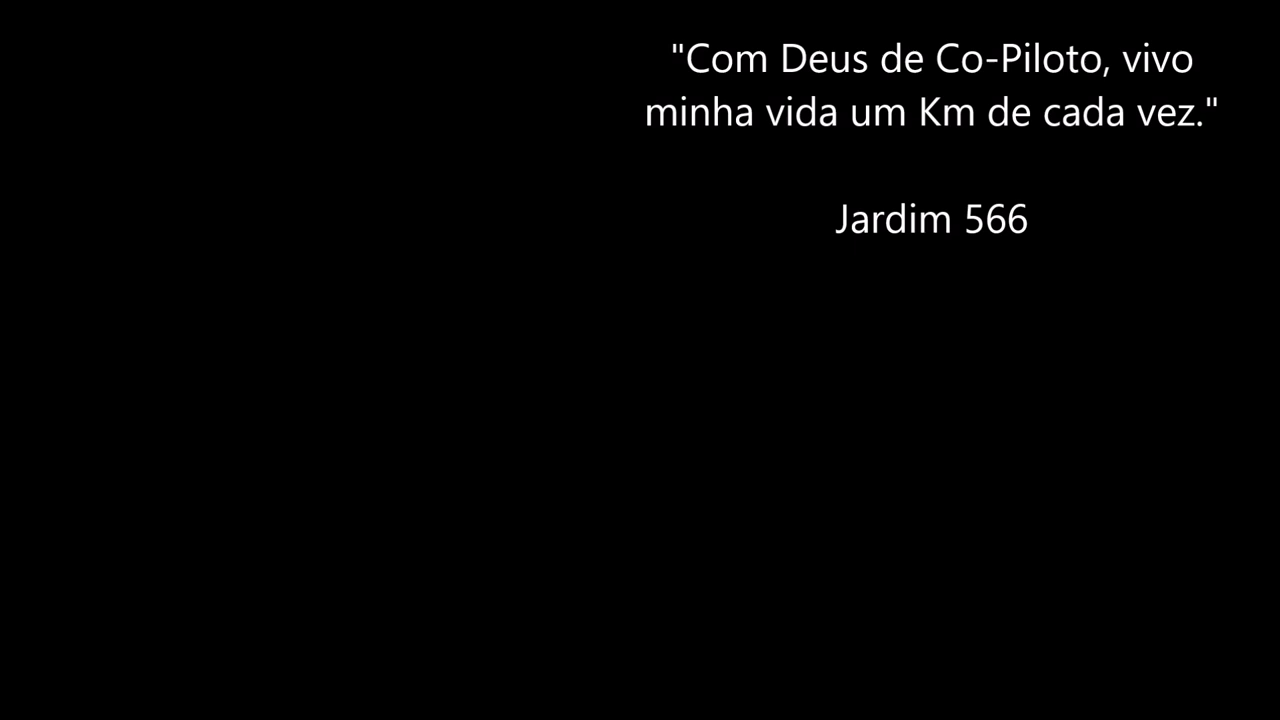 "Com Deus de Co-Piloto, vivo
minha vida um Km de cada vez."
Jardim 566